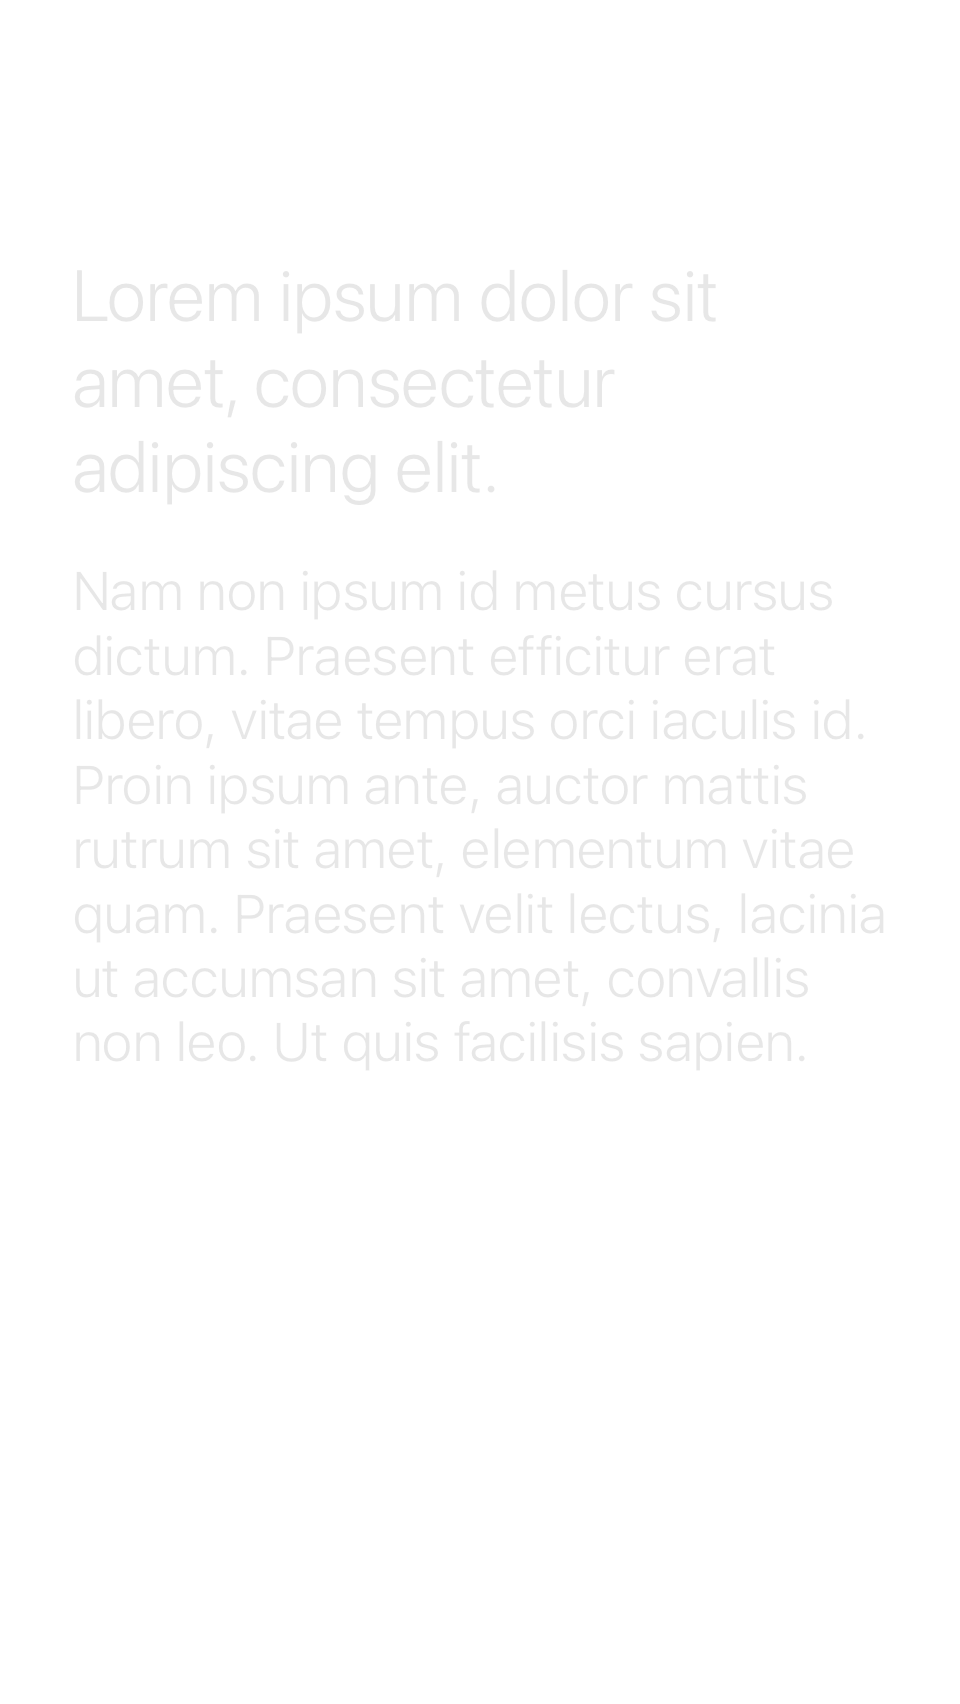 Lorem ipsum dolor sit
amet, consectetur
adipiscing elit.
Nam non ipsum id metus cursus
dictum. Praesent efficitur erat
libero, vitae tempus orci iaculis id.
Proin ipsum ante, auctor mattis
rutrum sit amet, elementum vitae
quam. Praesent velit lectus, lacinia
ut accumsan sit amet, convallis
non leo. Ut quis facilisis sapien.